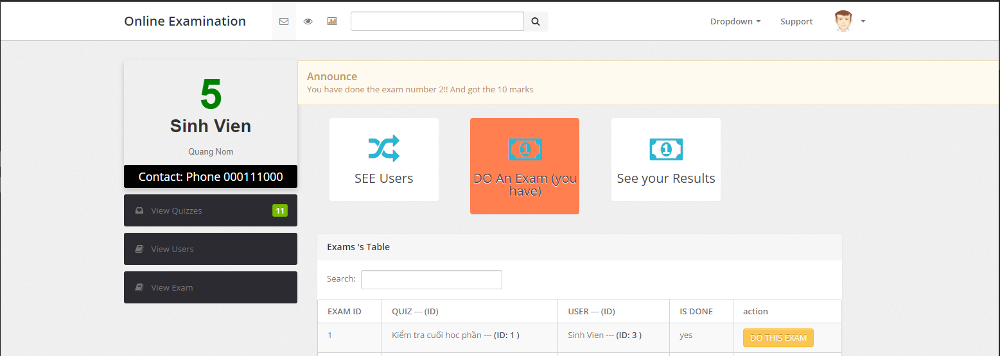 Online Examination
Dropdown
Support
5
Sinh Vien
Quang Nom
Contact: Phone 000111000
View Quizzes
11
View Users
View Exam
Announce
You have done the exam number 2!! And got the 10 marks
SEE Users
1
DO An Exam (you
have)
1
See your Results
Exams 's Table
Search:
EXAM ID QUIZ --- (ID) USER --- (ID) IS DONE action
1 Kiểm tra cuối học phần --- (ID: 1 ) Sinh Vien --- (ID: 3 ) yes DO THIS EXAM